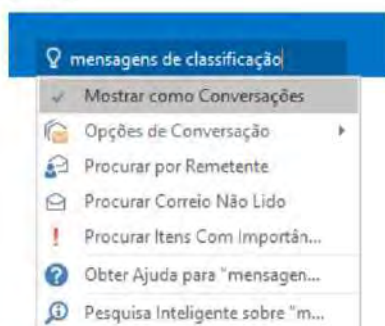 mensagens de classificação
Mostrar como Conversações
Opções de Conversação
Procurar por Remetente
Procurar Correio Não Lido
Procurar Itens Com Importân...
Obter Ajuda para "mensagen...
Pesquisa Inteligente sobre "m...